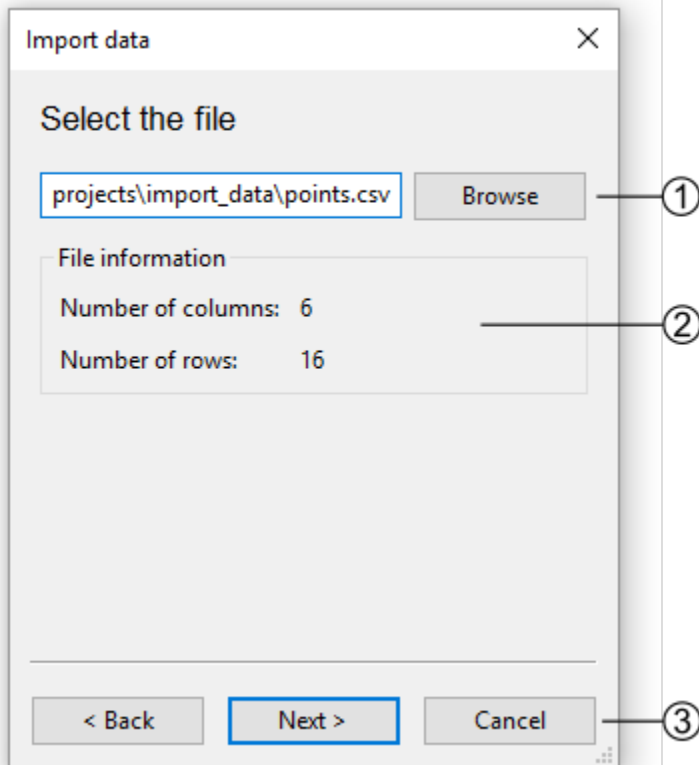 Import data
Select the file
projects\import_data\points.csv Browse ①
File information
Number of columns: 6 ②
Number of rows: 16
< Back Next > Cancel ③